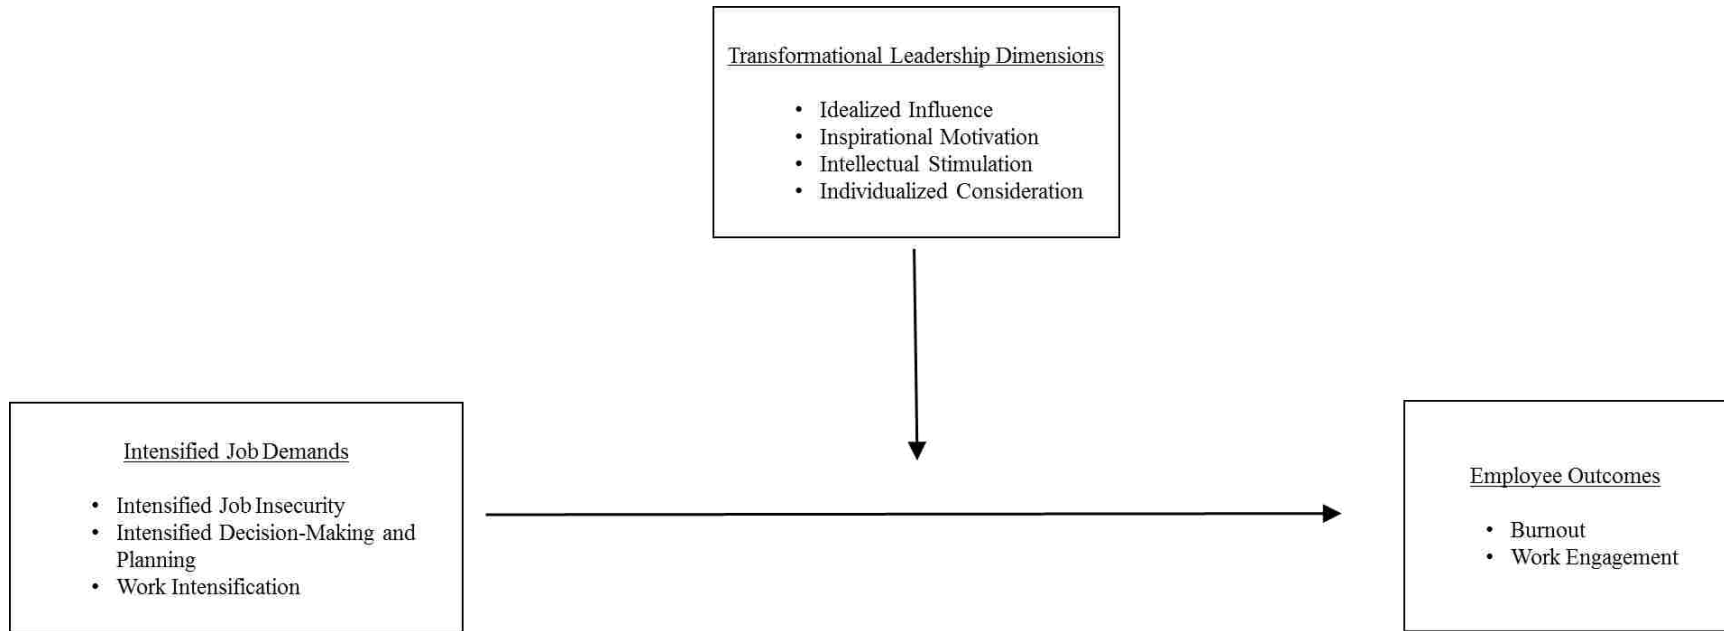 Transformational Leadership Dimensions
• Idealized Influence
• Inspirational Motivation
• Intellectual Stimulation
• Individualized Consideration
Intensified Job Demands
• Intensified Job Insecurity
• Intensified Decision-Making and
Planning
• Work Intensification
Employee Outcomes
• Burnout
• Work Engagement